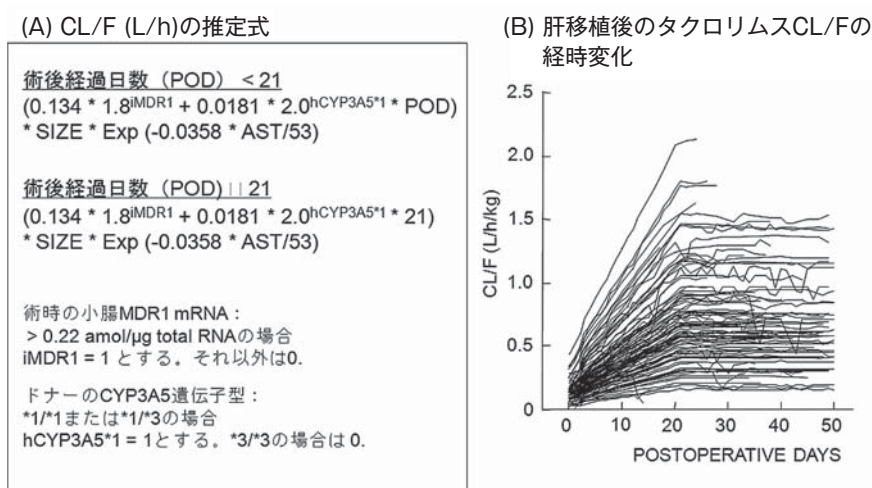 (A) CL/F (L/h)の推定式
術後経過日数（POD） < 21
(0.134 * 1.8^iMDR1 + 0.0181 * 2.0^hCYP3A5*1 * POD)
* SIZE * Exp (-0.0358 * AST/53)
術後経過日数（POD) 21
(0.134 * 1.8^iMDR1 + 0.0181 * 2.0^hCYP3A5*1 * 21)
* SIZE * Exp (-0.0358 * AST/53)
術時の小腸MDR1 mRNA：
> 0.22 amol/μg total RNAの場合
iMDR1 = 1 とする。それ以外は0.
ドナーのCYP3A5遺伝子型：
*1/*1または*1/*3の場合
hCYP3A5*1 = 1とする。*3/*3の場合は 0.
(B) 肝移植後のタクロリムスCL/Fの
経時変化
CL/F (L/h/kg)
2.5
2.0
1.5
1.0
0.5
0
0 10 20 30 40 50
POSTOPERATIVE DAYS